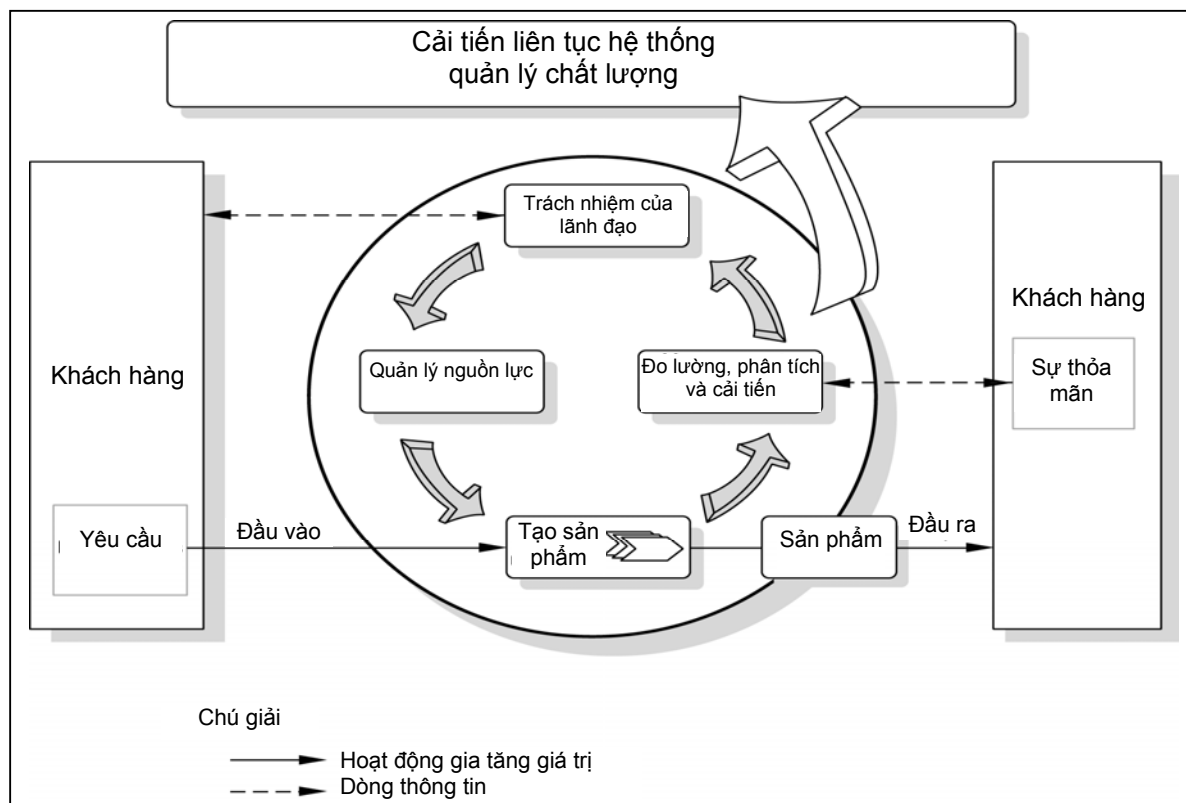 Cải tiến liên tục hệ thống
quản lý chất lượng
Trách nhiệm của
lãnh đạo
Khách hàng
Khách hàng
Quản lý nguồn lực
Đo lường, phân tích
và cải tiến
Sự thỏa
mãn
Yêu cầu
Đầu vào
Tạo sản
phẩm
Sản phẩm
Đầu ra
Chú giải
Hoạt động gia tăng giá trị
Dòng thông tin